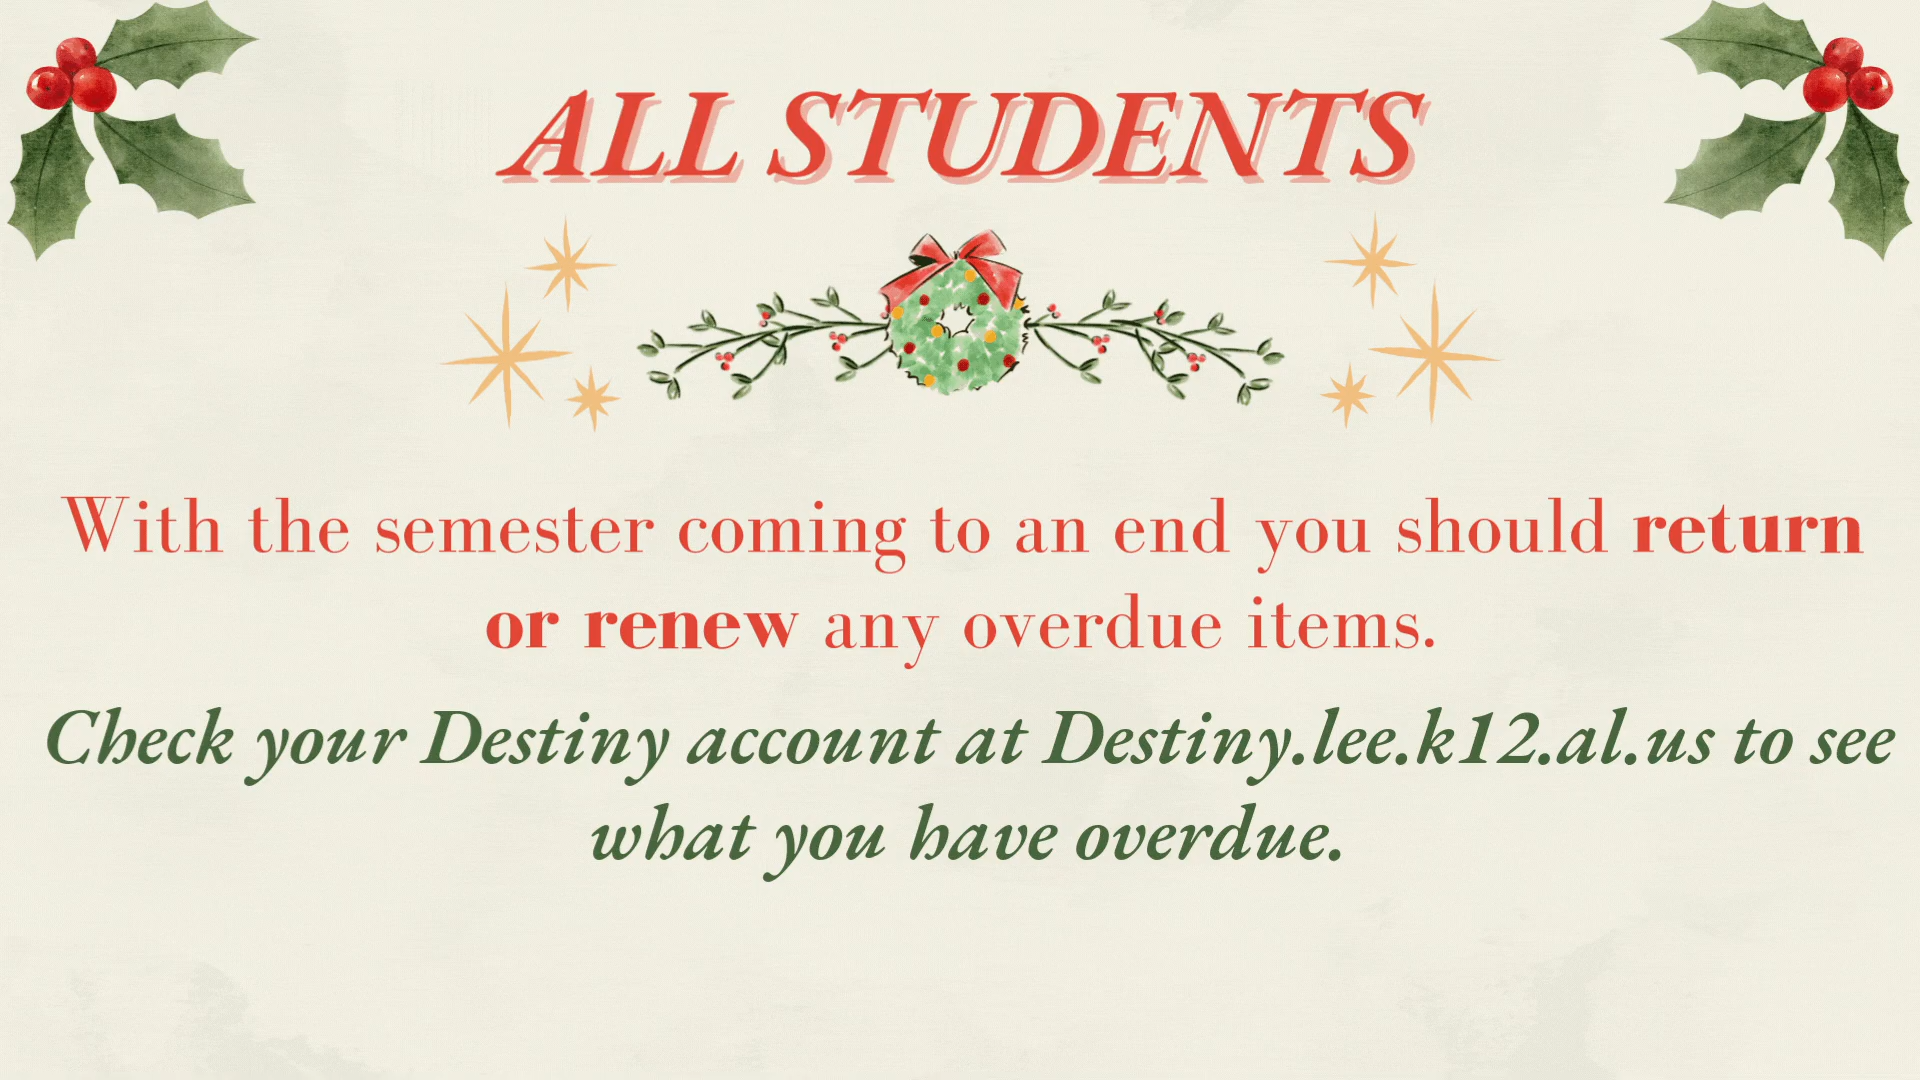 ALL STUDENTS
With the semester coming to an end you should return
or renew any overdue items.
Check your Destiny account at Destiny.lee.k12.al.us to see
what you have overdue.